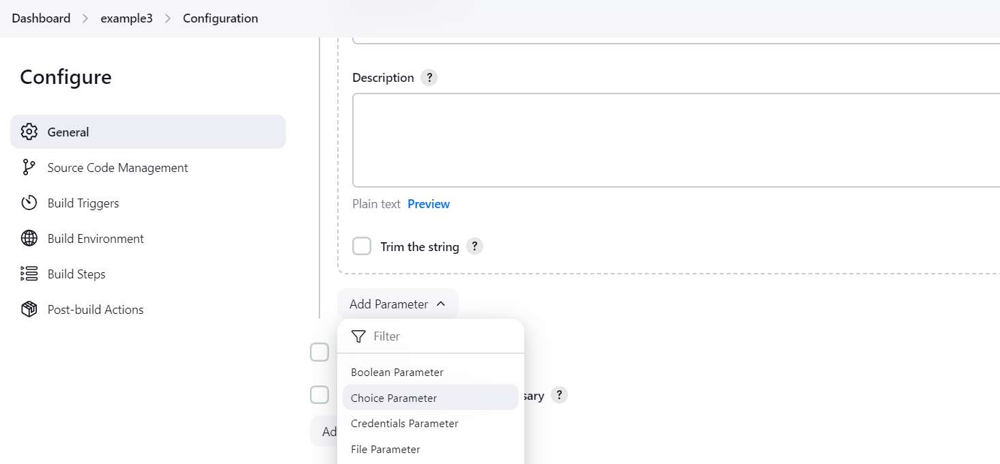 Dashboard > example3 > Configuration
Configure
General
Source Code Management
Build Triggers
Build Environment
Build Steps
Post-build Actions
Description ?
Plain text Preview
Trim the string ?
Add Parameter
Filter
Boolean Parameter
Choice Parameter
Credentials Parameter
File Parameter
sary ?
Ad